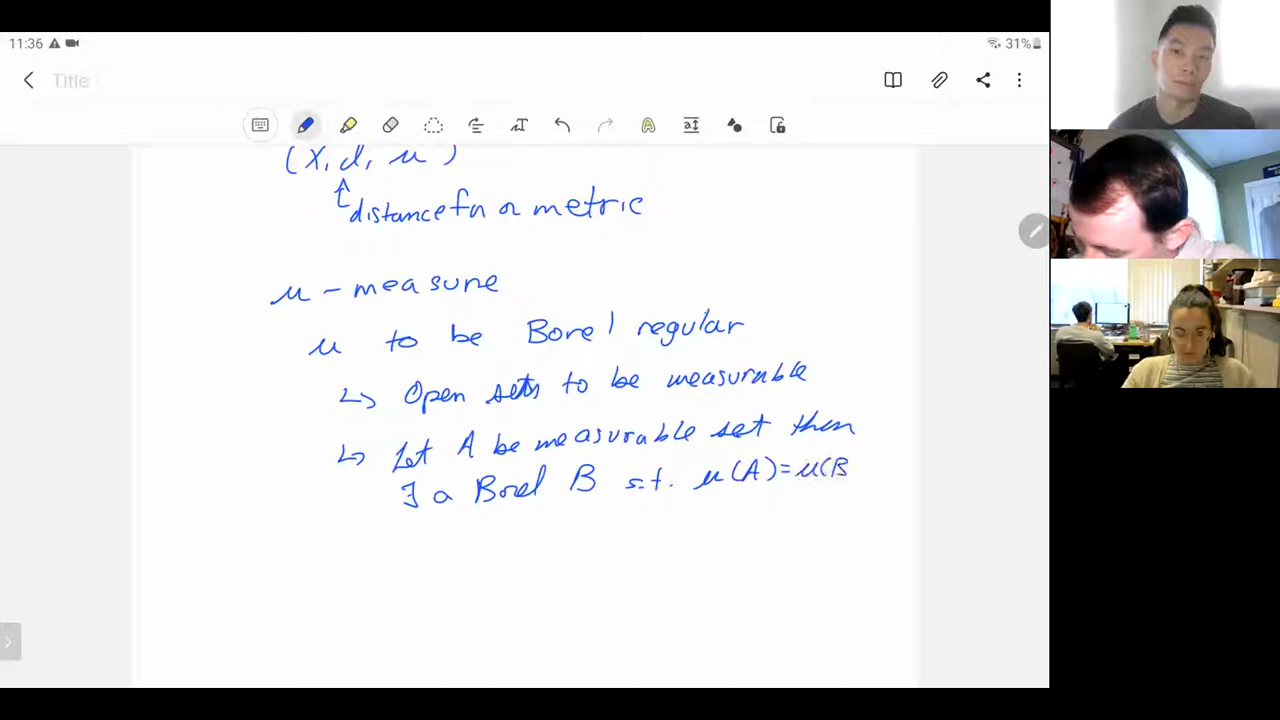 11:36
31%
Title
(X, d, μ)
distance fn or metric
μ - measure
μ to be Borel regular
↳ Open sets to be measurable
↳ Let A be measurable set then
∃ a Borel B s.t. μ(A)=μ(B